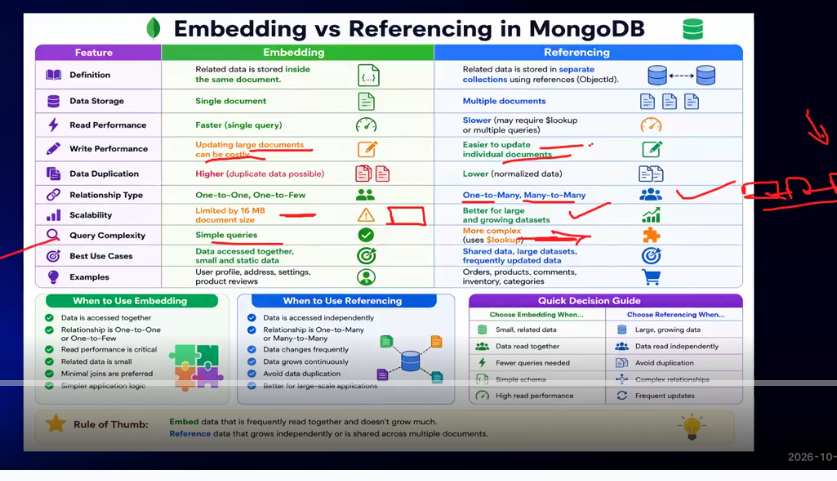 Embedding vs Referencing in MongoDB
Feature
Embedding
Referencing
Definition
Related data is stored inside
the same document.
Related data is stored in separate
collections using references (ObjectId).
Data Storage
Single document
Multiple documents
Read Performance
Faster (single query)
Slower (may require $lookup
or multiple queries)
Write Performance
Updating large documents
can be costly
Easier to update
individual documents
Data Duplication
Higher (duplicate data possible)
Lower (normalized data)
Relationship Type
One-to-One, One-to-Few
One-to-Many, Many-to-Many
Scalability
Limited by 16 MB
document size
Better for large
and growing datasets
Query Complexity
Simple queries
More complex
(uses $lookup)
Best Use Cases
Data accessed together,
small and static data
Shared data, large datasets,
frequently updated data
Examples
User profile, address, settings,
product reviews
Orders, products, comments,
inventory, categories
When to Use Embedding
Data is accessed together
Relationship is One-to-One
or One-to-Few
Read performance is critical
Related data is small
Minimal joins are preferred
Simpler application logic
When to Use Referencing
Data is accessed independently
Relationship is One-to-Many
or Many-to-Many
Data changes frequently
Data grows continuously
Avoid data duplication
Better for large-scale applications
Quick Decision Guide
Choose Embedding When...
Choose Referencing When...
Small, related data
Large, growing data
Data read together
Data read independently
Fewer queries needed
Avoid duplication
Simple schema
Complex relationships
High read performance
Frequent updates
Rule of Thumb:
Embed data that is frequently read together and doesn't grow much.
Reference data that grows independently or is shared across multiple documents.
2026-10-